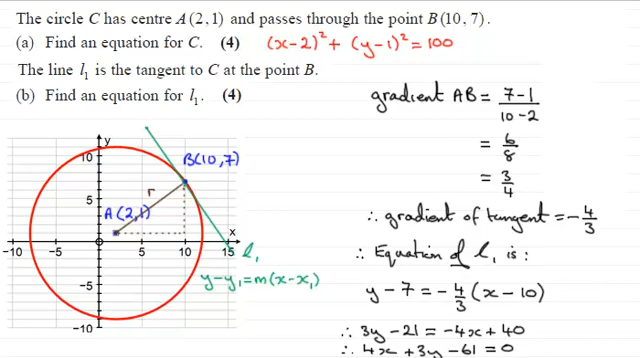 The circle C has centre A(2,1) and passes through the point B(10,7).
(a) Find an equation for C. (4) (x-2)² + (y-1)² = 100
The line l₁ is the tangent to C at the point B.
(b) Find an equation for l₁. (4)
gradient AB = 7-1/10-2
= 6/8
= 3/4
∴ gradient of tangent = -4/3
∴ Equation of l₁ is:
y-7 = -4/3(x-10)
∴ 3y-21 = -4x+40
∴ 4x+3y-61 = 0
y
10
B(10,7)
5
r
A(2,1)
x
-10 -5 0 5 10 15
l₁
y-y₁=m(x-x₁)
-5
-10